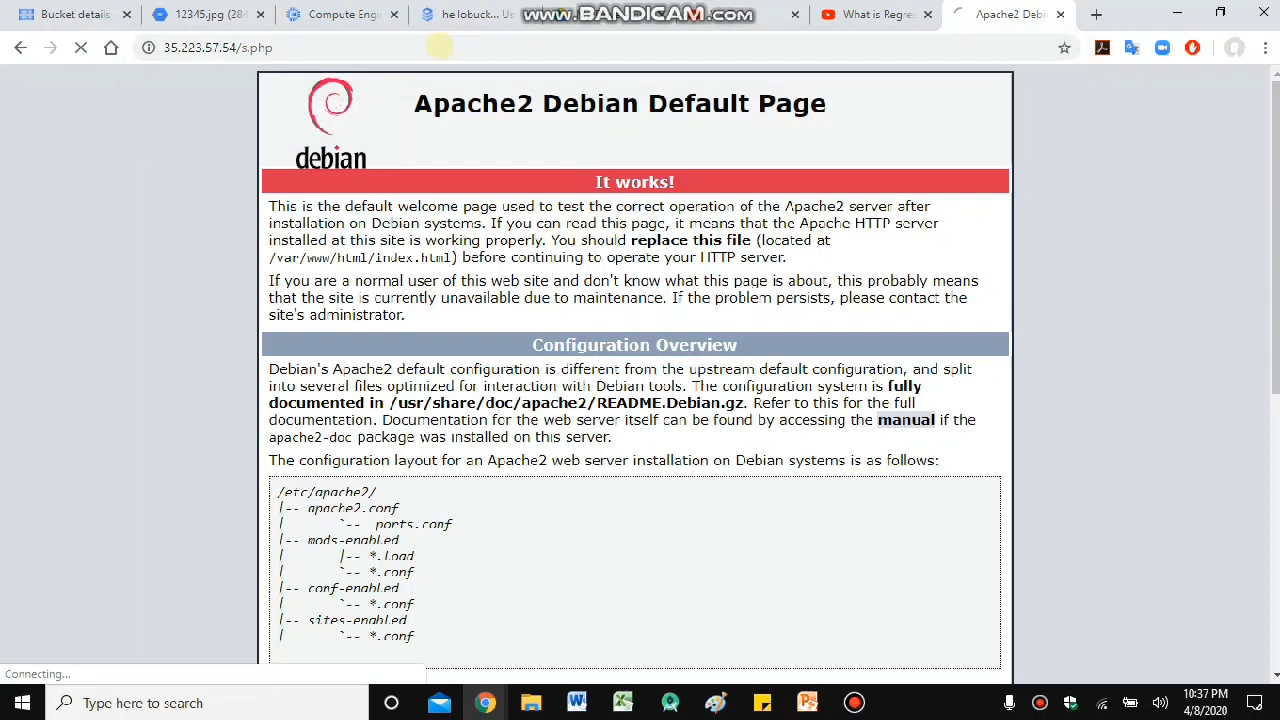 Bucket details
12345.jpg (284
Compute Engi
hellobuck... Us
www.BANDICAM.com
What is Regres
Apache2 Debi
35.223.57.54/s.php
debian
Apache2 Debian Default Page
It works!
This is the default welcome page used to test the correct operation of the Apache2 server after
installation on Debian systems. If you can read this page, it means that the Apache HTTP server
installed at this site is working properly. You should replace this file (located at
/var/www/html/index.html) before continuing to operate your HTTP server.
If you are a normal user of this web site and don't know what this page is about, this probably means
that the site is currently unavailable due to maintenance. If the problem persists, please contact the
site's administrator.
Configuration Overview
Debian's Apache2 default configuration is different from the upstream default configuration, and split
into several files optimized for interaction with Debian tools. The configuration system is fully
documented in /usr/share/doc/apache2/README.Debian.gz. Refer to this for the full
documentation. Documentation for the web server itself can be found by accessing the manual if the
apache2-doc package was installed on this server.
The configuration layout for an Apache2 web server installation on Debian systems is as follows:
/etc/apache2/
|-- apache2.conf
|       `--  ports.conf
|-- mods-enabled
|       |-- *.load
|       `-- *.conf
|-- conf-enabled
|       `-- *.conf
|-- sites-enabled
|       `-- *.conf
Connecting...
Type here to search
10:37 PM
4/8/2020